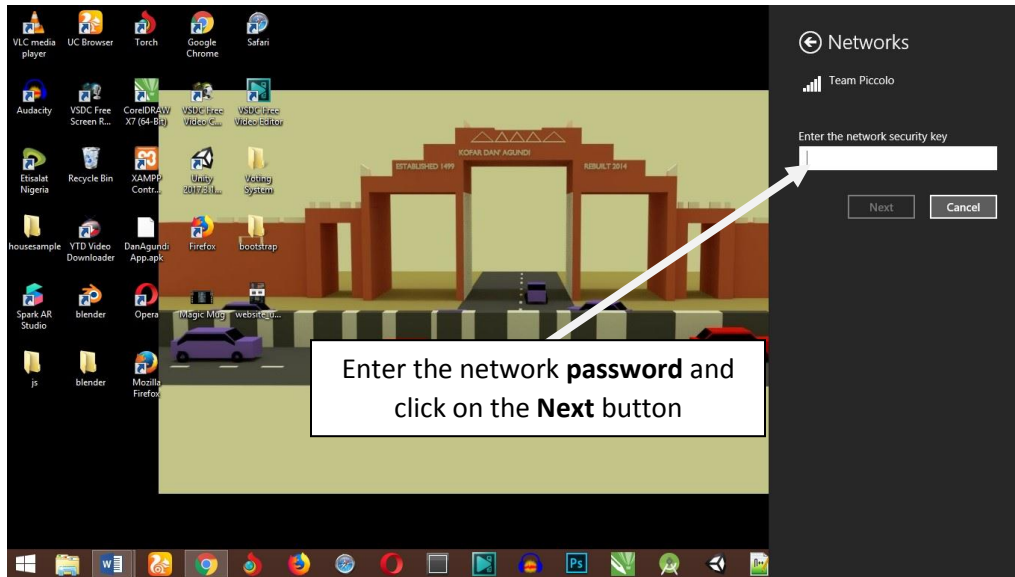 VLC media
player
UC Browser
Torch
Google
Chrome
Safari
Audacity
VSDC Free
Screen R...
CorelDRAW
X7 (64-Bit)
VSDC Free
Video C...
VSDC Free
Video Editor
Etisalat
Nigeria
Recycle Bin
XAMPP
Contr...
Unity
2017.3.1...
Voting
System
housesample
YTD Video
Downloader
DanAgundi
App.apk
Firefox
bootstrap
Spark AR
Studio
blender
Opera
Magic Mug
website_u...
js
blender
Mozilla
Firefox
KOFAR DAN' AGUNDI
ESTABLISHED 1499
REBUILT 2014
Networks
Team Piccolo
Enter the network security key
Next
Cancel
Enter the network password and
click on the Next button
W
Ps